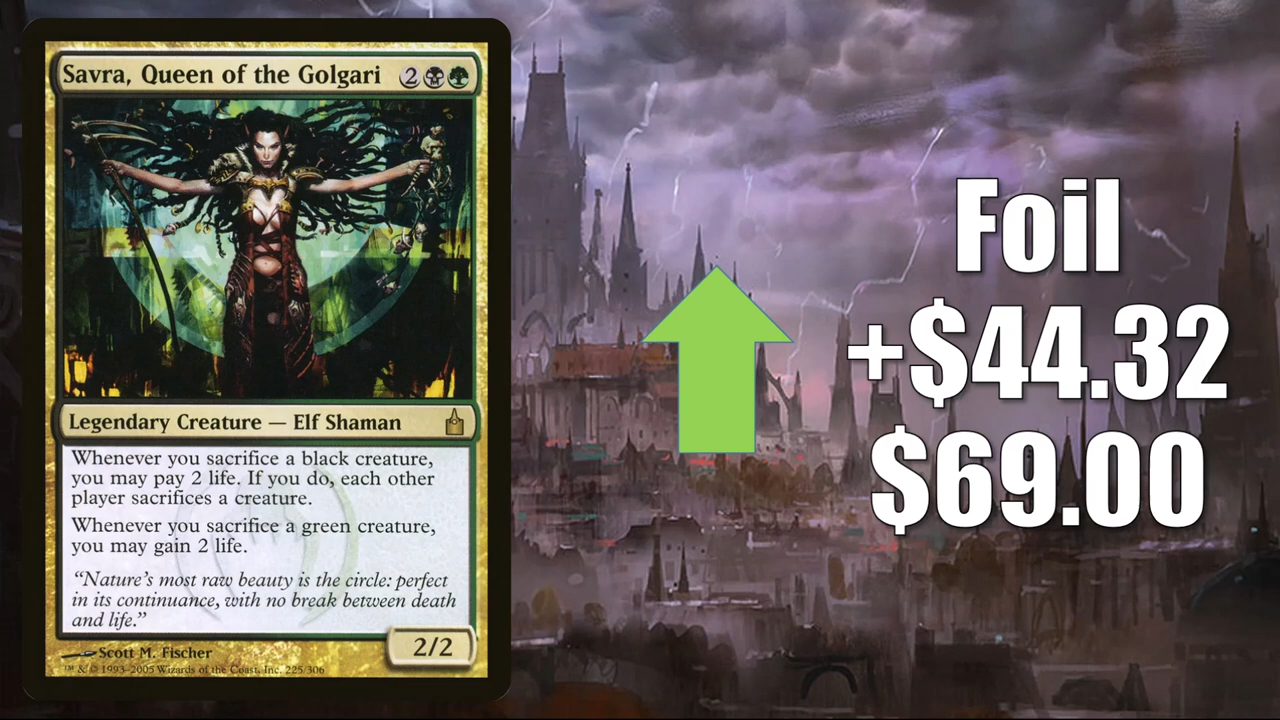 Savra, Queen of the Golgari 2
Legendary Creature — Elf Shaman
Whenever you sacrifice a black creature,
you may pay 2 life. If you do, each other
player sacrifices a creature.
Whenever you sacrifice a green creature,
you may gain 2 life.
“Nature’s most raw beauty is the circle: perfect
in its continuance, with no break between death
and life.”
2/2
Scott M. Fischer
™ & © 1993–2005 Wizards of the Coast, Inc. 225/306
Foil
+$44.32
$69.00